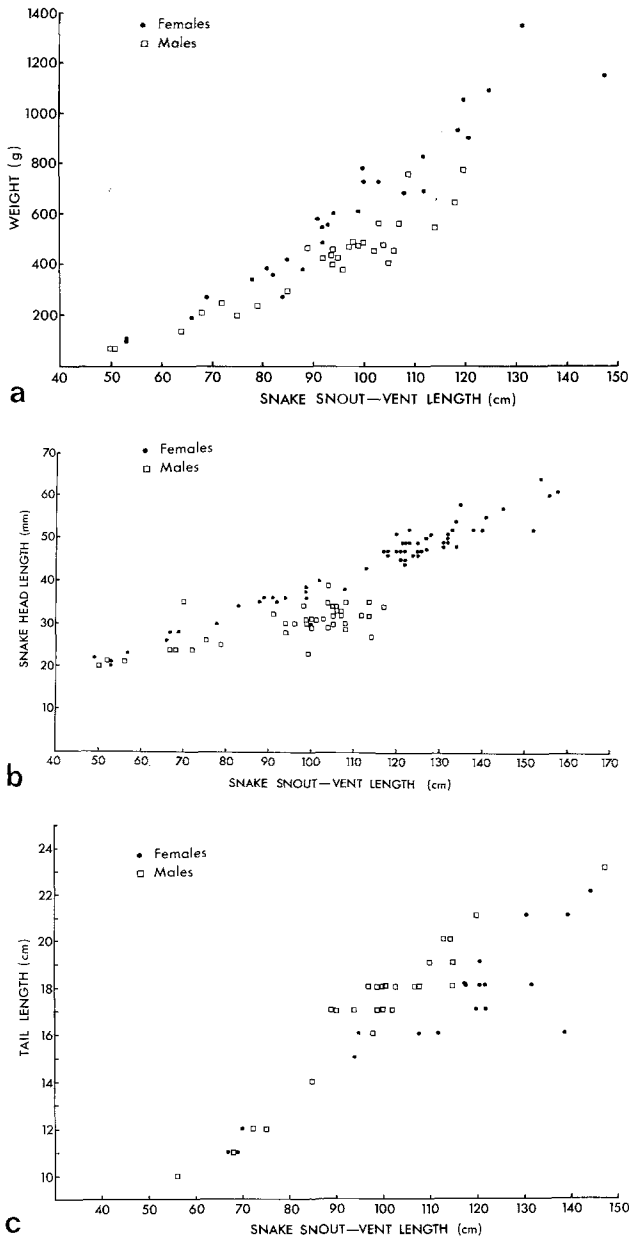 Females
Males
1400
1200
1000
800
600
400
200
WEIGHT (g)
40 50 60 70 80 90 100 110 120 130 140 150
SNAKE SNOUT—VENT LENGTH (cm)
a
Females
Males
70
60
50
40
30
20
10
SNAKE HEAD LENGTH (mm)
40 50 60 70 80 90 100 110 120 130 140 150 160 170
SNAKE SNOUT—VENT LENGTH (cm)
b
Females
Males
24
22
20
18
16
14
12
10
TAIL LENGTH (cm)
40 50 60 70 80 90 100 110 120 130 140 150
SNAKE SNOUT—VENT LENGTH (cm)
c